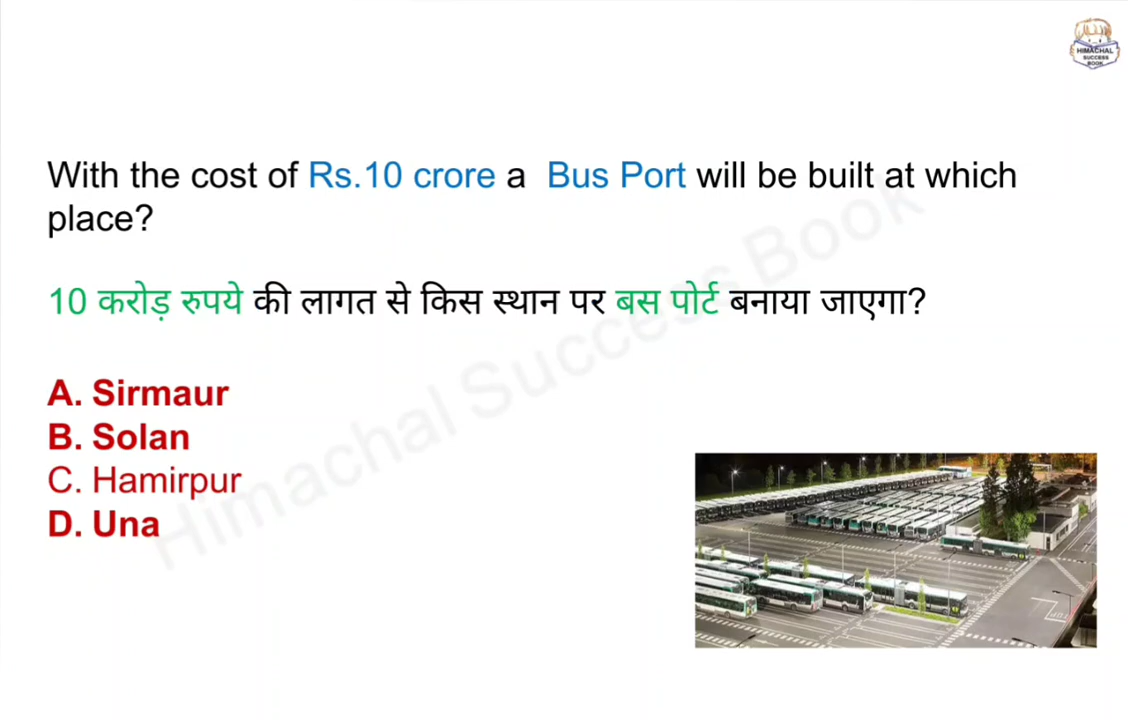 HIMACHAL
SUCCESS
BOOK
With the cost of Rs.10 crore a Bus Port will be built at which
place?
10 करोड़ रुपये की लागत से किस स्थान पर बस पोर्ट बनाया जाएगा?
A. Sirmaur
B. Solan
C. Hamirpur
D. Una
Himachal Success Book